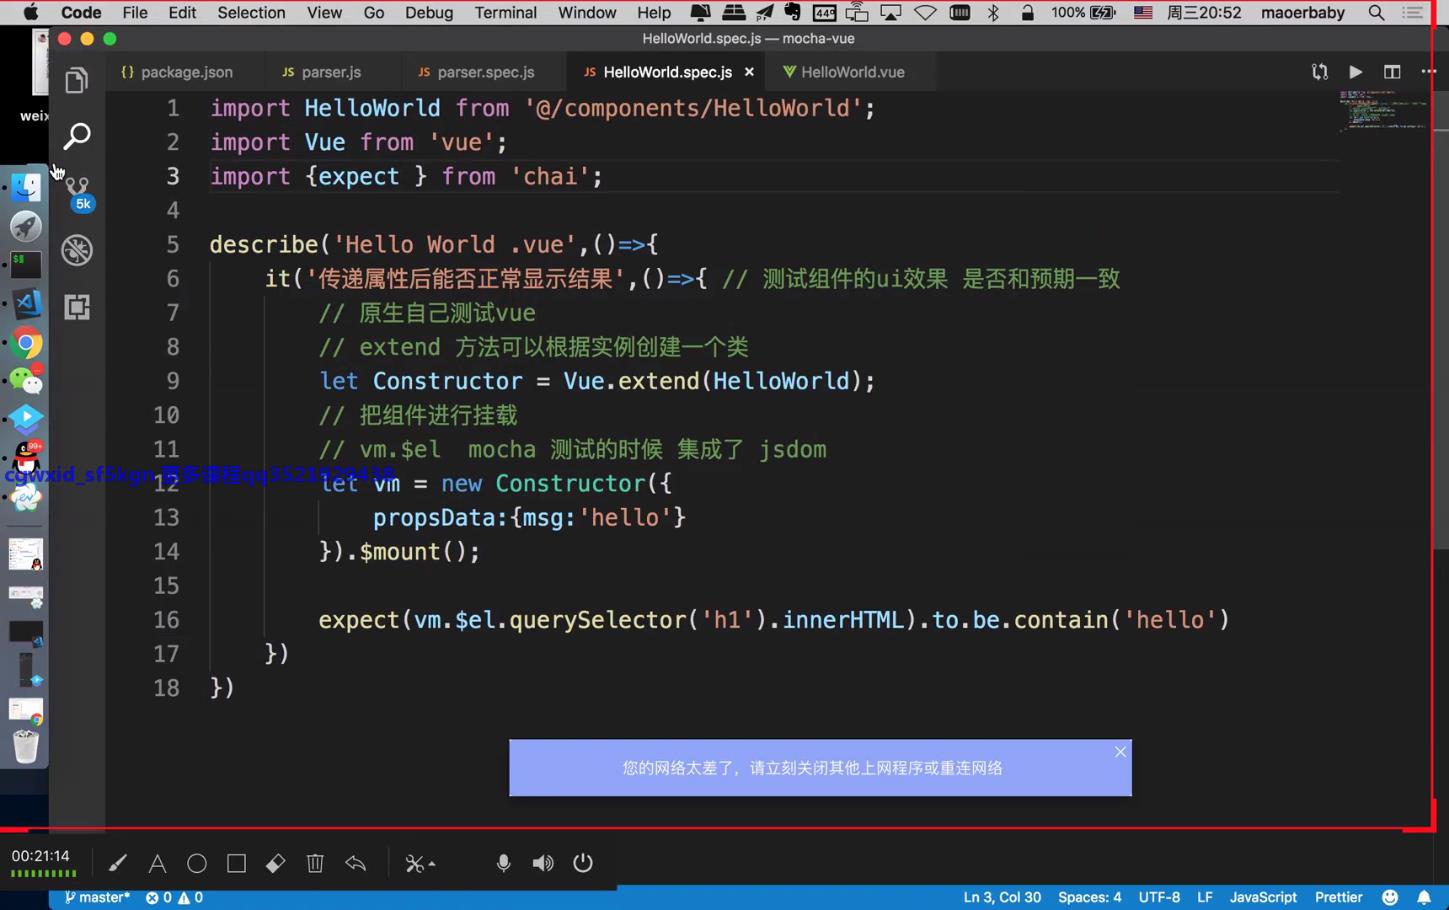 Code File Edit Selection View Go Debug Terminal Window Help 449 100% 周三20:52 maoerbaby
HelloWorld.spec.js — mocha-vue
{} package.json JS parser.js JS parser.spec.js JS HelloWorld.spec.js × HelloWorld.vue
weix
1 import HelloWorld from '@/components/HelloWorld';
2 import Vue from 'vue';
3 import {expect } from 'chai';
4
5 describe('Hello World .vue',()=>{
6 it('传递属性后能否正常显示结果',()=>{ // 测试组件的ui效果 是否和预期一致
7 // 原生自己测试vue
8 // extend 方法可以根据实例创建一个类
9 let Constructor = Vue.extend(HelloWorld);
10 // 把组件进行挂载
11 // vm.$el mocha 测试的时候 集成了 jsdom
12 let vm = new Constructor({
13 propsData:{msg:'hello'}
14 }).$mount();
15
16 expect(vm.$el.querySelector('h1').innerHTML).to.be.contain('hello')
17 })
18 })
5k
99+
cgwxid_sf5kgn 更多课程qq3521929438
您的网络太差了，请立刻关闭其他上网程序或重连网络
00:21:14
master* 0 0 Ln 3, Col 30 Spaces: 4 UTF-8 LF JavaScript Prettier